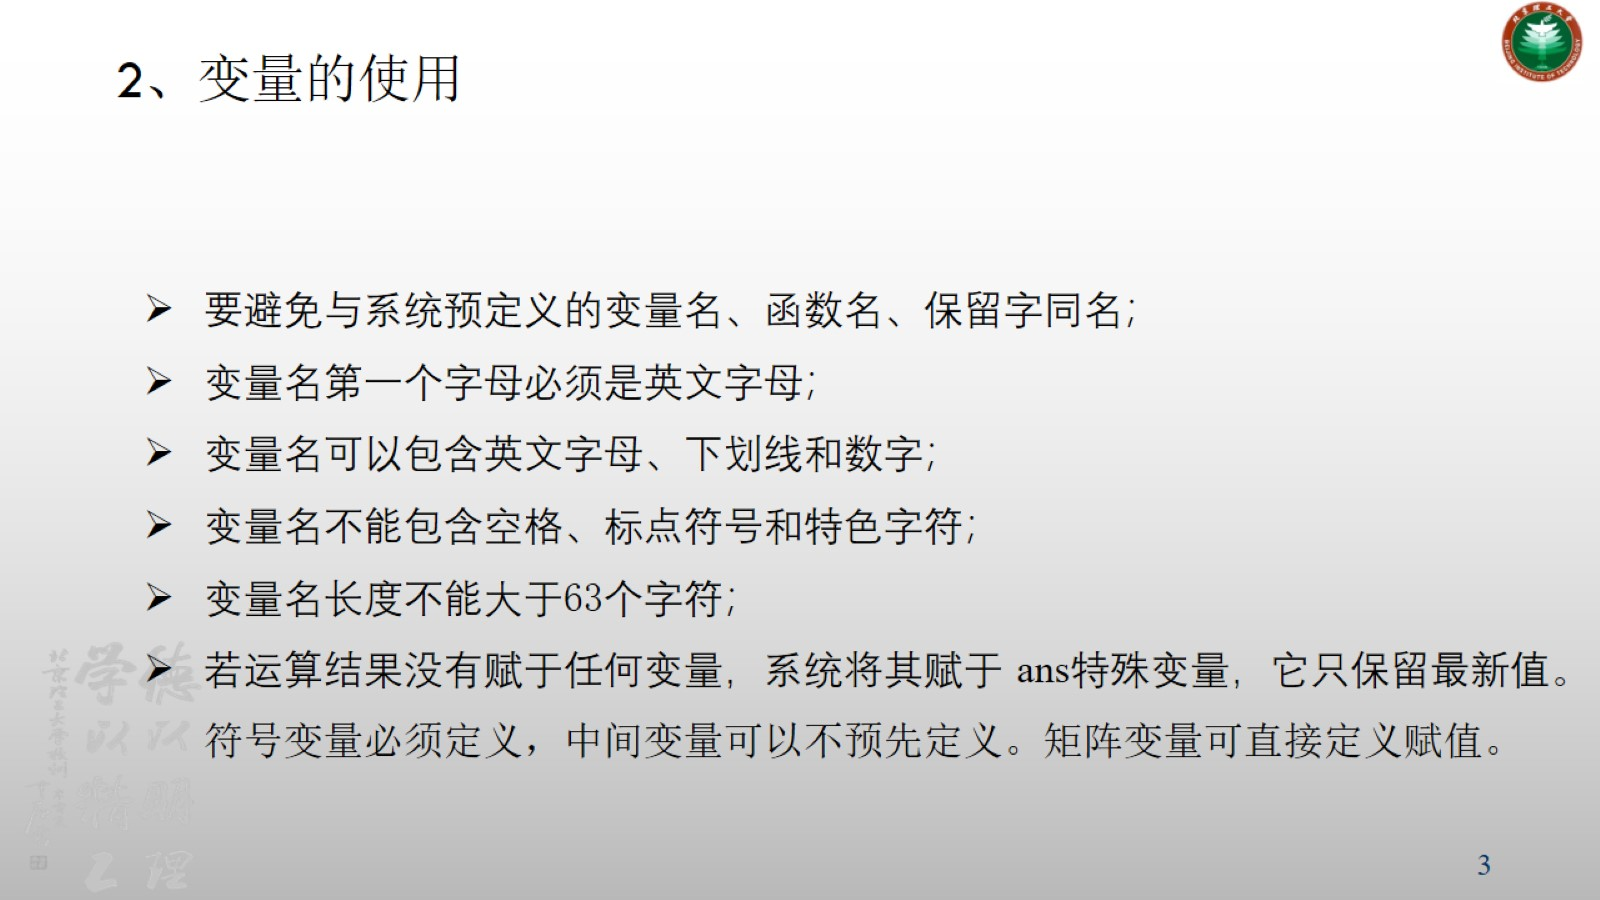 2、变量的使用
要避免与系统预定义的变量名、函数名、保留字同名；
变量名第一个字母必须是英文字母；
变量名可以包含英文字母、下划线和数字；
变量名不能包含空格、标点符号和特色字符；
变量名长度不能大于63个字符；
若运算结果没有赋于任何变量，系统将其赋于 ans特殊变量，它只保留最新值。
符号变量必须定义，中间变量可以不预先定义。矩阵变量可直接定义赋值。
3